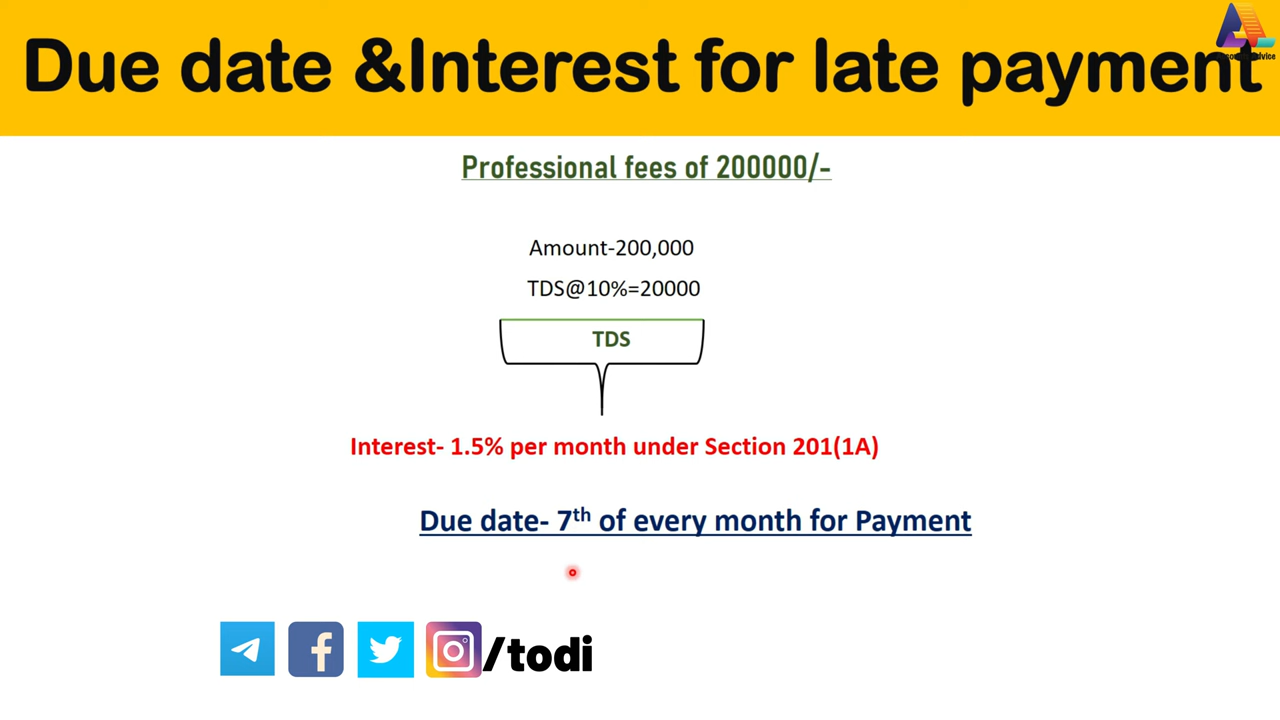 Due date &Interest for late payment
Professional fees of 200000/-
Amount-200,000
TDS@10%=20000
TDS
Interest- 1.5% per month under Section 201(1A)
Due date- 7th of every month for Payment
/todi